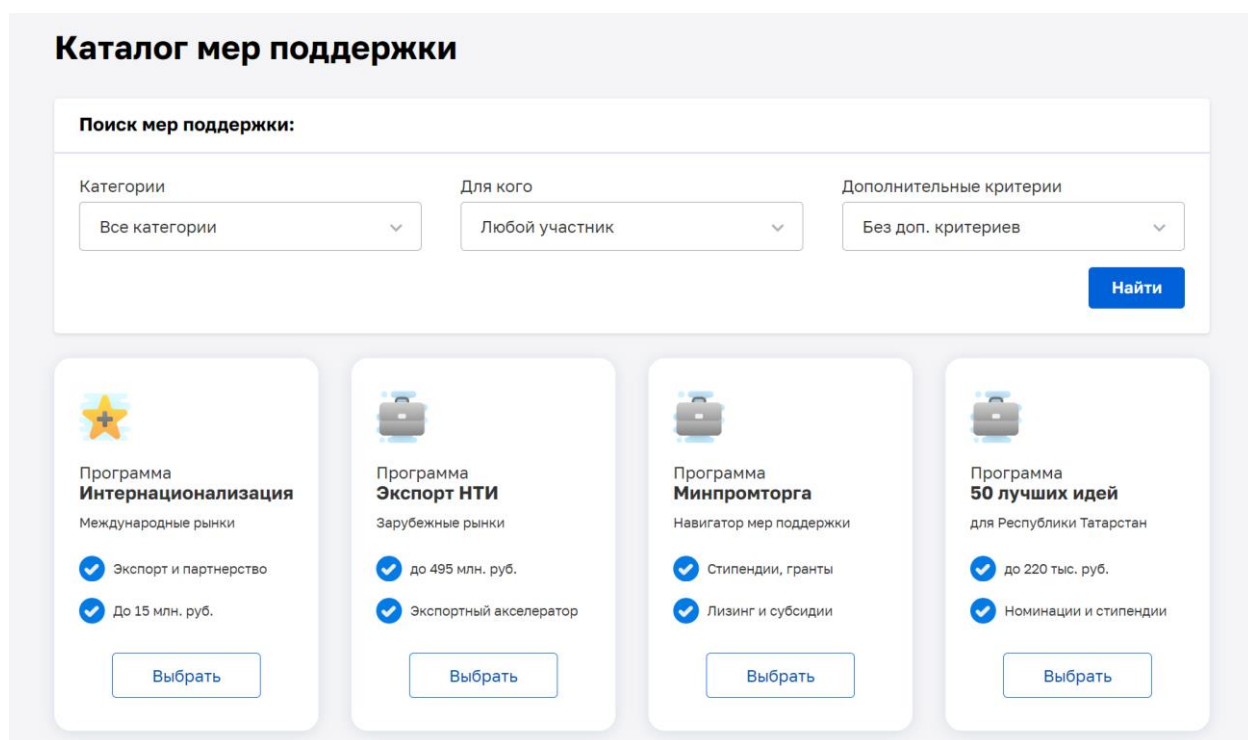 Каталог мер поддержки
Поиск мер поддержки:
Категории
Для кого
Дополнительные критерии
Все категории
Любой участник
Без доп. критериев
Найти
Программа
Интернационализация
Международные рынки
Экспорт и партнерство
До 15 млн. руб.
Выбрать
Программа
Экспорт НТИ
Зарубежные рынки
до 495 млн. руб.
Экспортный акселератор
Выбрать
Программа
Минпромторга
Навигатор мер поддержки
Стипендии, гранты
Лизинг и субсидии
Выбрать
Программа
50 лучших идей
для Республики Татарстан
до 220 тыс. руб.
Номинации и стипендии
Выбрать